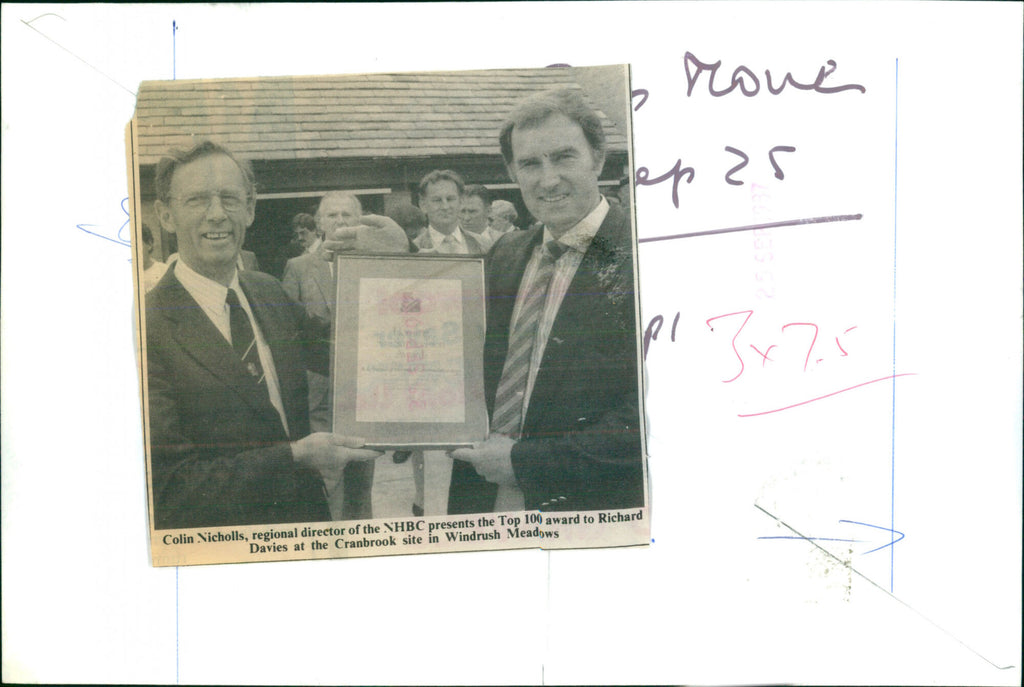 Move
ep 25
3x7.5
Colin Nicholls, regional director of the NHBC presents the Top 100 award to Richard
Davies at the Cranbrook site in Windrush Meadows